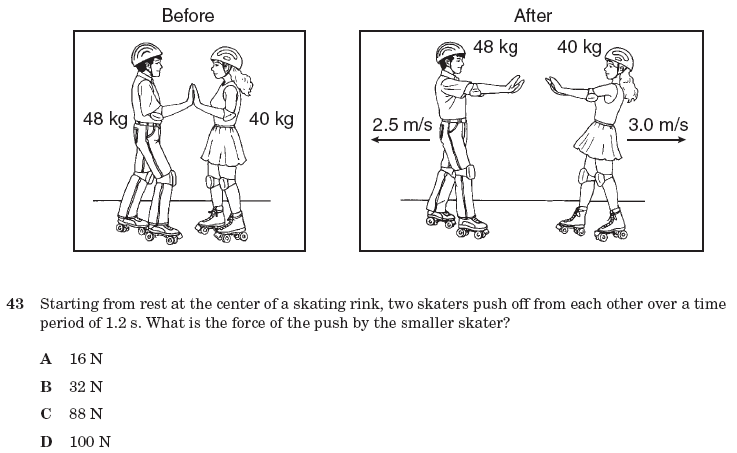 Before
After
48 kg
40 kg
48 kg
40 kg
2.5 m/s
3.0 m/s
43 Starting from rest at the center of a skating rink, two skaters push off from each other over a time
period of 1.2 s. What is the force of the push by the smaller skater?
A 16 N
B 32 N
C 88 N
D 100 N